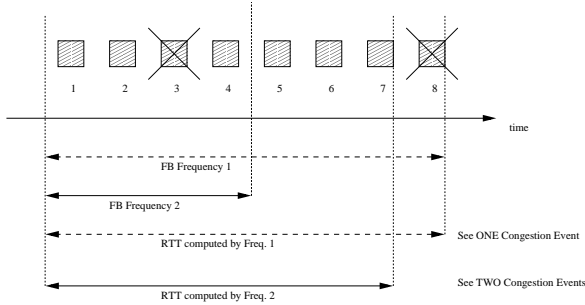 1 2 3 4 5 6 7 8
time
FB Frequency 1
FB Frequency 2
RTT computed by Freq. 1
See ONE Congestion Event
RTT computed by Freq. 2
See TWO Congestion Events